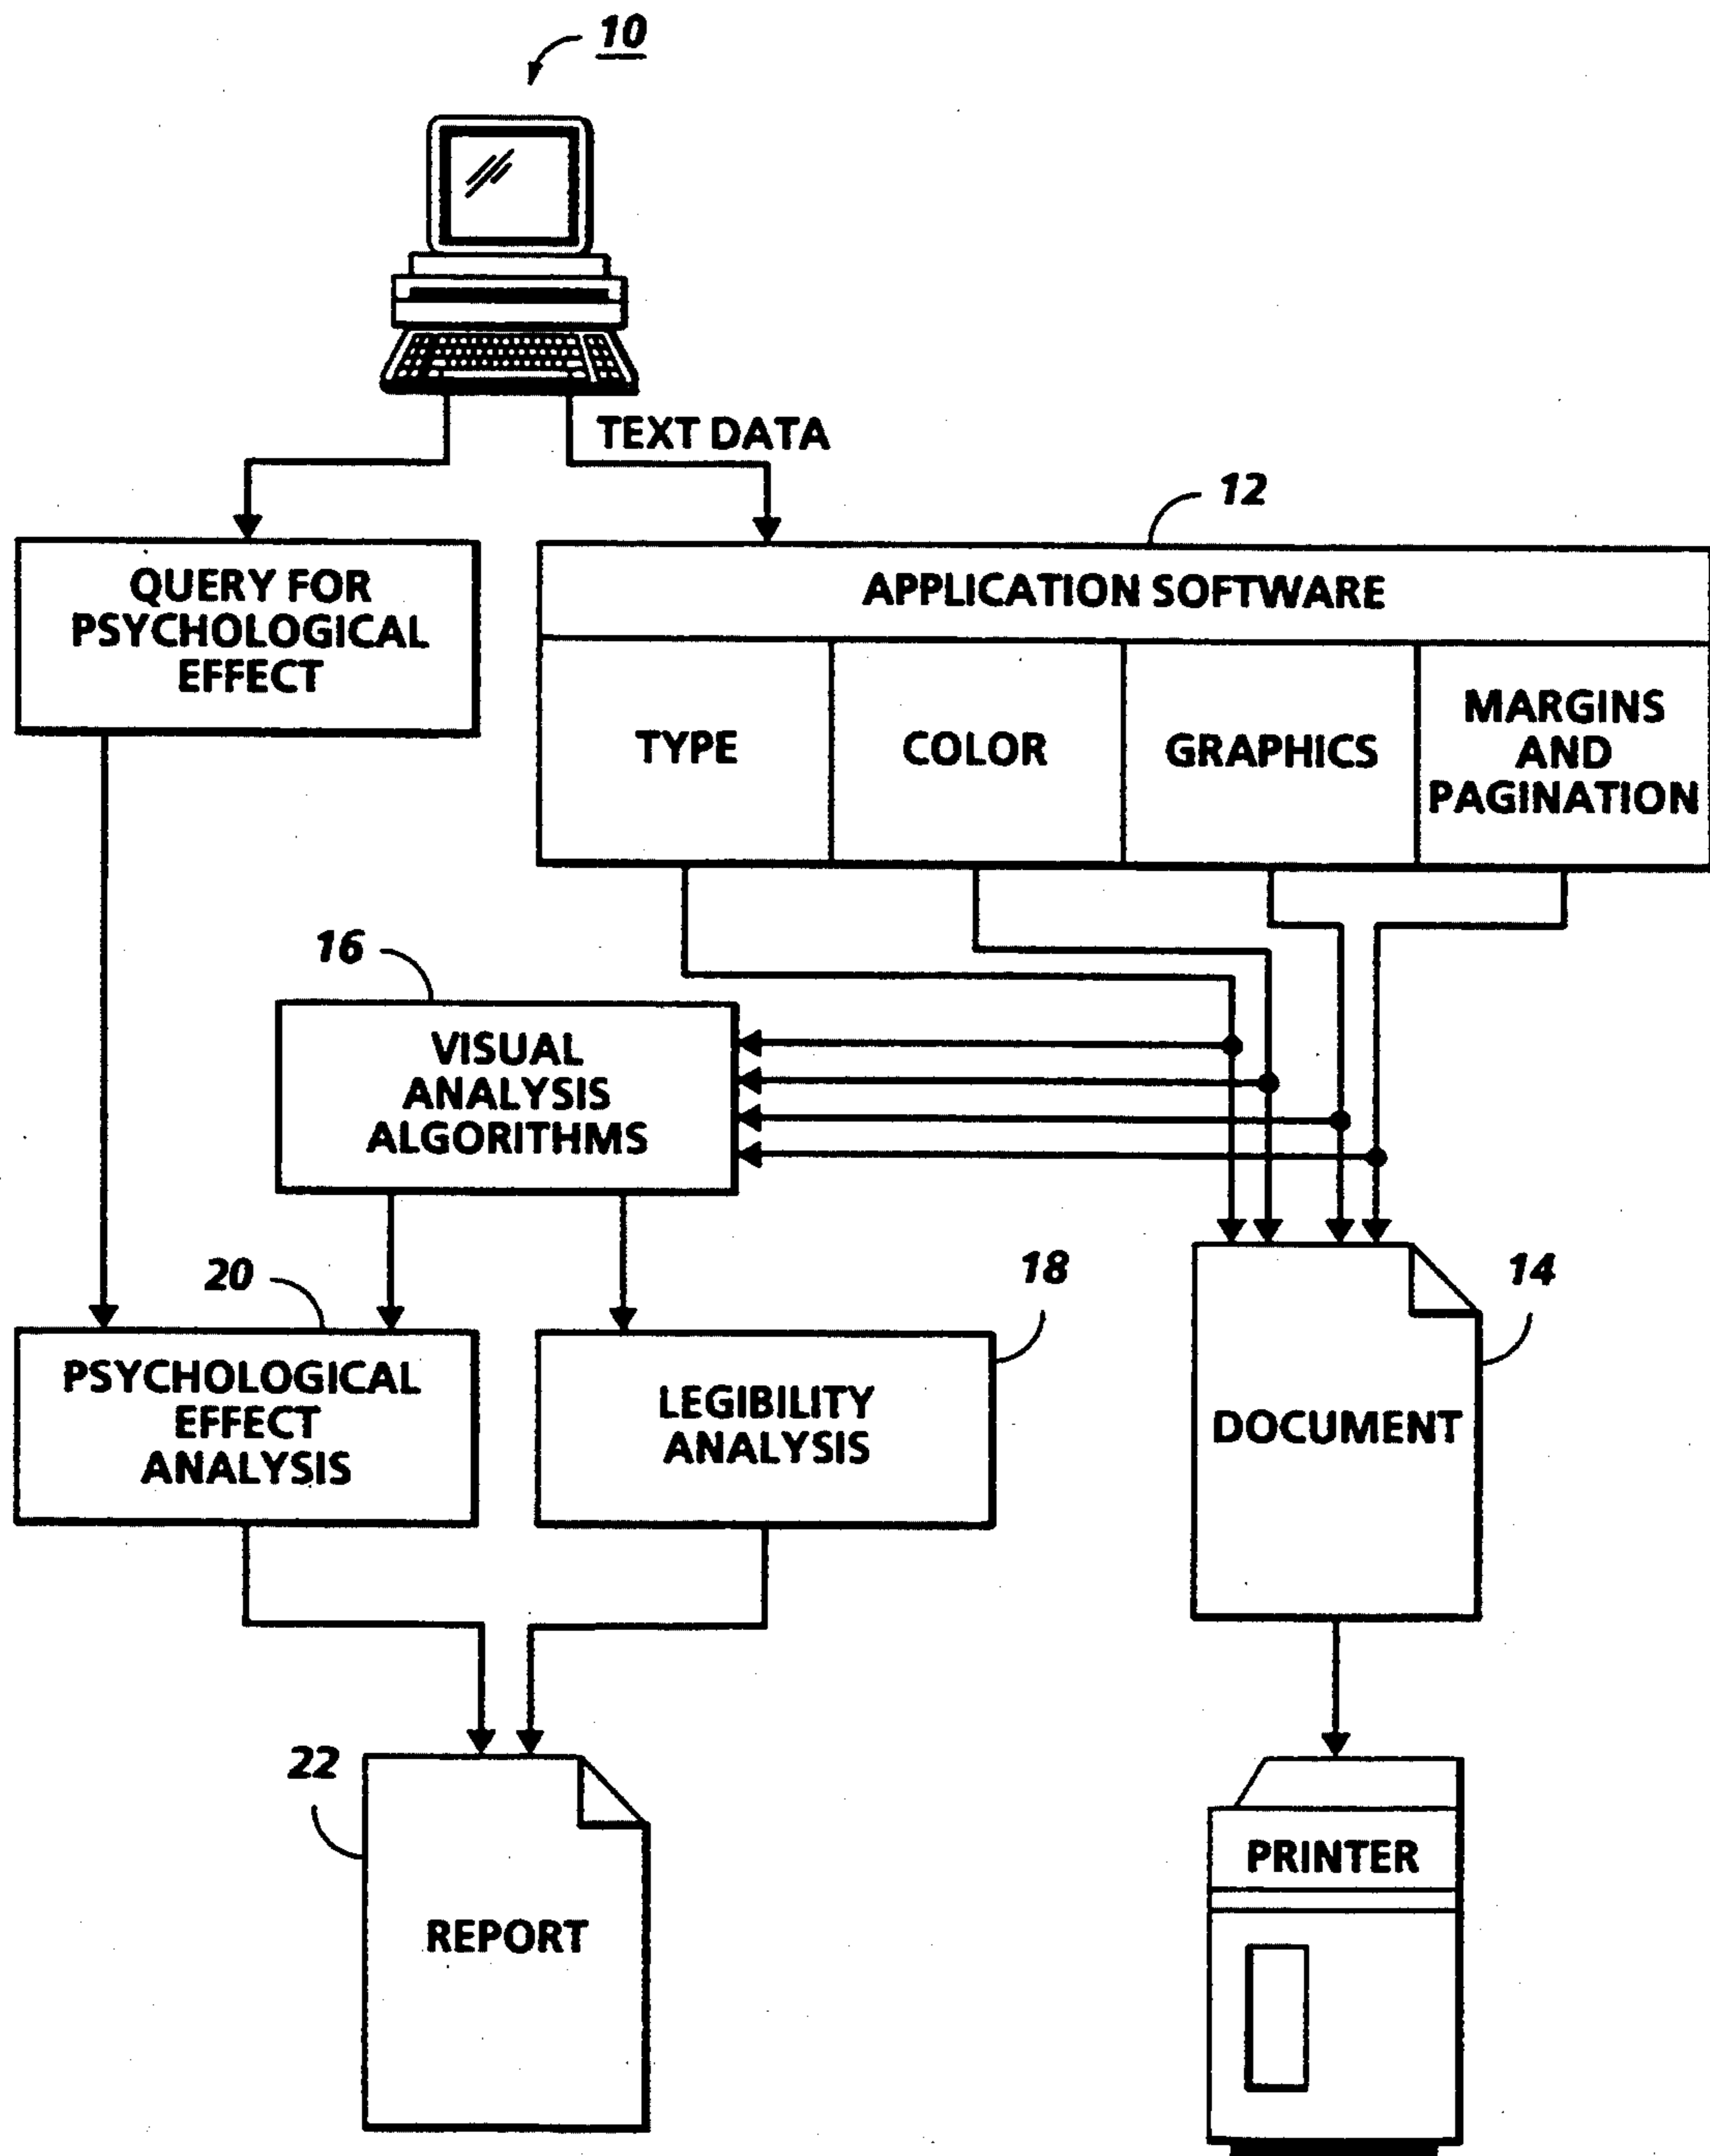 10
TEXT DATA
12
QUERY FOR
PSYCHOLOGICAL
EFFECT
APPLICATION SOFTWARE
TYPE
COLOR
GRAPHICS
MARGINS
AND
PAGINATION
16
VISUAL
ANALYSIS
ALGORITHMS
20
18
14
PSYCHOLOGICAL
EFFECT
ANALYSIS
LEGIBILITY
ANALYSIS
DOCUMENT
22
REPORT
PRINTER